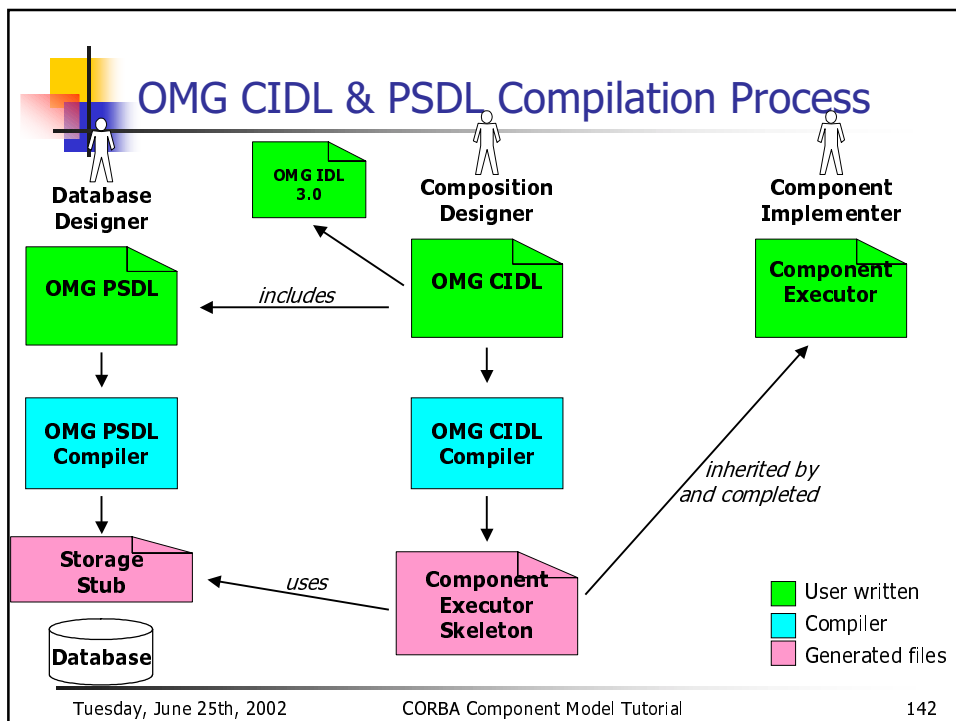 OMG CIDL & PSDL Compilation Process
Database
Designer
OMG IDL
3.0
Composition
Designer
Component
Implementer
OMG PSDL
includes
OMG CIDL
Component
Executor
OMG PSDL
Compiler
OMG CIDL
Compiler
inherited by
and completed
Storage
Stub
uses
Component
Executor
Skeleton
Database
User written
Compiler
Generated files
Tuesday, June 25th, 2002
CORBA Component Model Tutorial
142